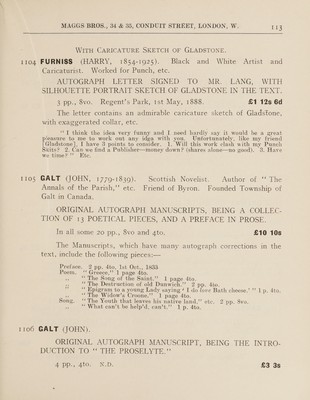 MAGGS BROS., 34 & 35, CONDUIT STREET, LONDON, W. 113
WITH CARICATURE SKETCH OF GLADSTONE.
1104 FURNISS (HARRY, 1854-1925). Black and White Artist and
Caricaturist. Worked for Punch, etc.
AUTOGRAPH LETTER SIGNED TO MR. LANG, WITH
SILHOUETTE PORTRAIT SKETCH OF GLADSTONE IN THE TEXT.
3 pp., 8vo. Regent's Park, 1st May, 1888. £1 12s 6d
The letter contains an admirable caricature sketch of Gladstone,
with exaggerated collar, etc.
" I think the idea very funny and I need hardly say it would be a great
pleasure to me to work out any idea with you. Unfortunately, like my friend
[Gladstone], I have 3 points to consider. 1. Will this work clash with my Punch
Suits? 2. Can we find a Publisher—money down? (shares alone—no good). 3. Have
we time? " Etc.
1105 GALT (JOHN, 1779-1839). Scottish Novelist. Author of " The
Annals of the Parish," etc. Friend of Byron. Founded Township of
Galt in Canada.
ORIGINAL AUTOGRAPH MANUSCRIPTS, BEING A COLLEC-
TION OF 13 POETICAL PIECES, AND A PREFACE IN PROSE.
In all some 20 pp., 8vo and 4to. £10 10s
The Manuscripts, which have many autograph corrections in the
text, include the following pieces:—
Preface. 2 pp. 4to, 1st Oct., 1833
Poem. " Greece." 1 page 4to.
,, " The Song of the Saint." 1 page 4to.
,, " The Destruction of old Dunwich." 2 pp. 4to.
,, " Epigram to a young Lady saying ' I do love Bath cheese.' " 1 p. 4to.
,, " The Widow's Croonie." 1 page 4to.
Song. " The Youth that leaves his native land," etc. 2 pp. 8vo.
,, " What can't be help'd, can't." 1 p. 4to.
1106 GALT (JOHN).
ORIGINAL AUTOGRAPH MANUSCRIPT, BEING THE INTRO-
DUCTION TO " THE PROSELYTE."
4 pp., 4to. N.D. £3 3s